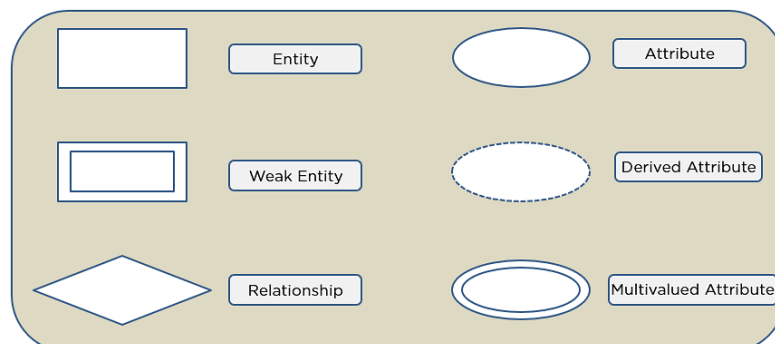 Entity
Attribute
Weak Entity
Derived Attribute
Relationship
Multivalued Attribute